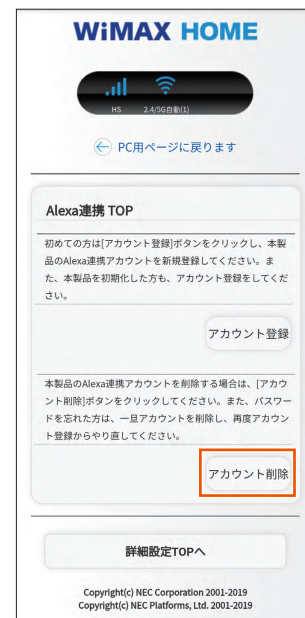 WiMAX HOME
HS 2.4/5G自動(1)
PC用ページに戻ります
Alexa連携 TOP
初めての方は[アカウント登録]ボタンをクリックし、本製
品のAlexa連携アカウントを新規登録してください。ま
た、本製品を初期化した方も、アカウント登録をしてくだ
さい。
アカウント登録
本製品のAlexa連携アカウントを削除する場合は、[アカウ
ント削除]ボタンをクリックしてください。また、パスワー
ドを忘れた方は、一旦アカウントを削除し、再度アカウン
ト登録からやり直してください。
アカウント削除
詳細設定TOPへ
Copyright(c) NEC Corporation 2001-2019
Copyright(c) NEC Platforms, Ltd. 2001-2019